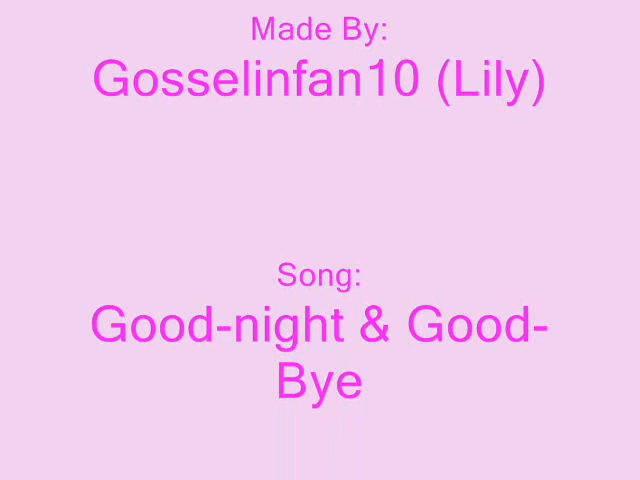 Made By:
Gosselinfan10 (Lily)
Song:
Good-night & Good-
Bye